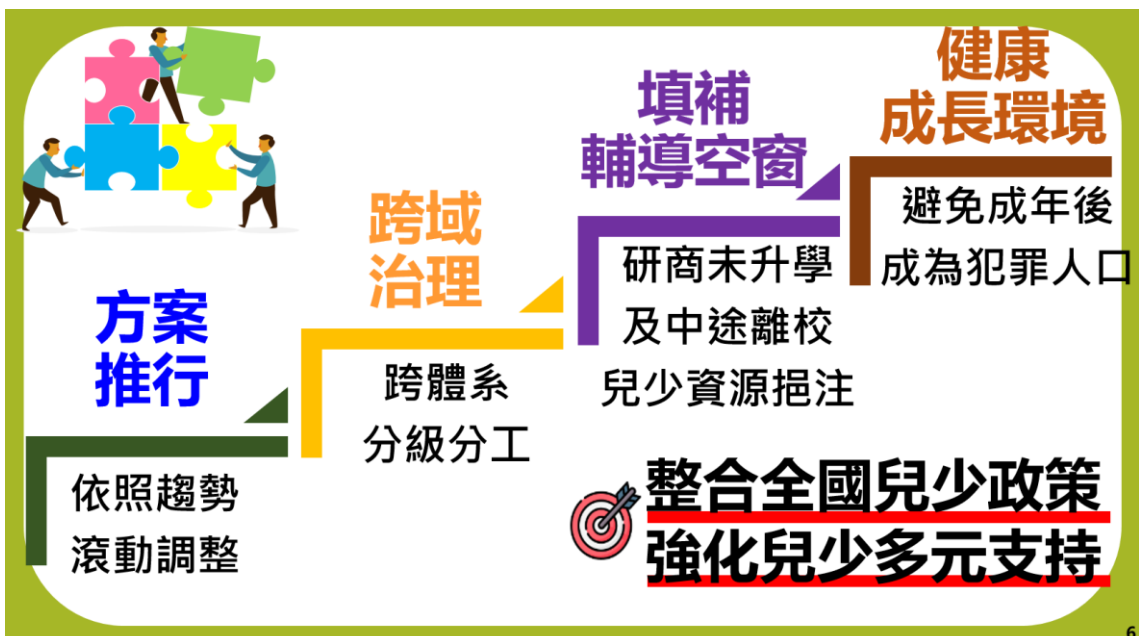 方案
推行
依照趨勢
滾動調整
跨域
治理
跨體系
分級分工
填補
輔導空窗
研商未升學
及中途離校
兒少資源挹注
健康
成長環境
避免成年後
成為犯罪人口
整合全國兒少政策
強化兒少多元支持
6